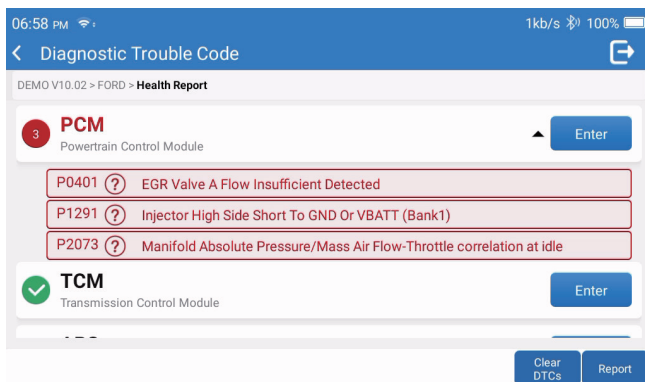 06:58 PM
1kb/s 100%
Diagnostic Trouble Code
DEMO V10.02 > FORD > Health Report
3
PCM
Powertrain Control Module
Enter
P0401 ? EGR Valve A Flow Insufficient Detected
P1291 ? Injector High Side Short To GND Or VBATT (Bank1)
P2073 ? Manifold Absolute Pressure/Mass Air Flow-Throttle correlation at idle
TCM
Transmission Control Module
Enter
Clear
DTCs
Report